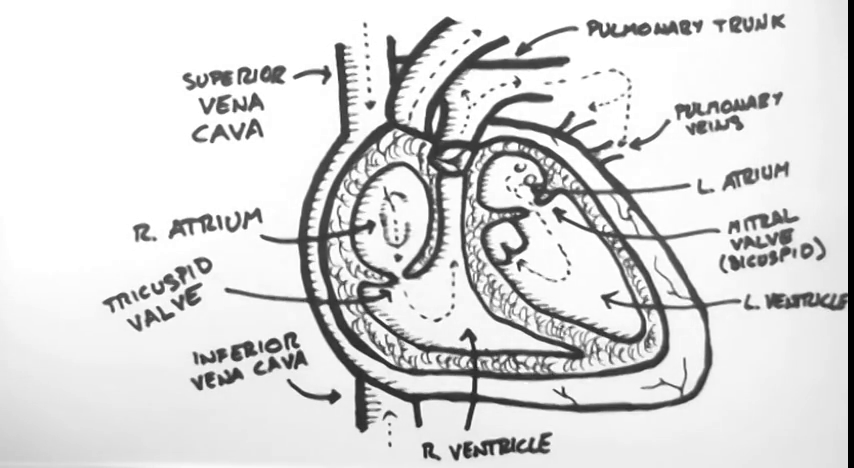 PULMONARY TRUNK
SUPERIOR
VENA
CAVA
PULMONARY
VEINS
L. ATRIUM
R. ATRIUM
MITRAL
VALVE
(BICUSPID)
TRICUSPID
VALVE
L. VENTRICLE
INFERIOR
VENA CAVA
R. VENTRICLE